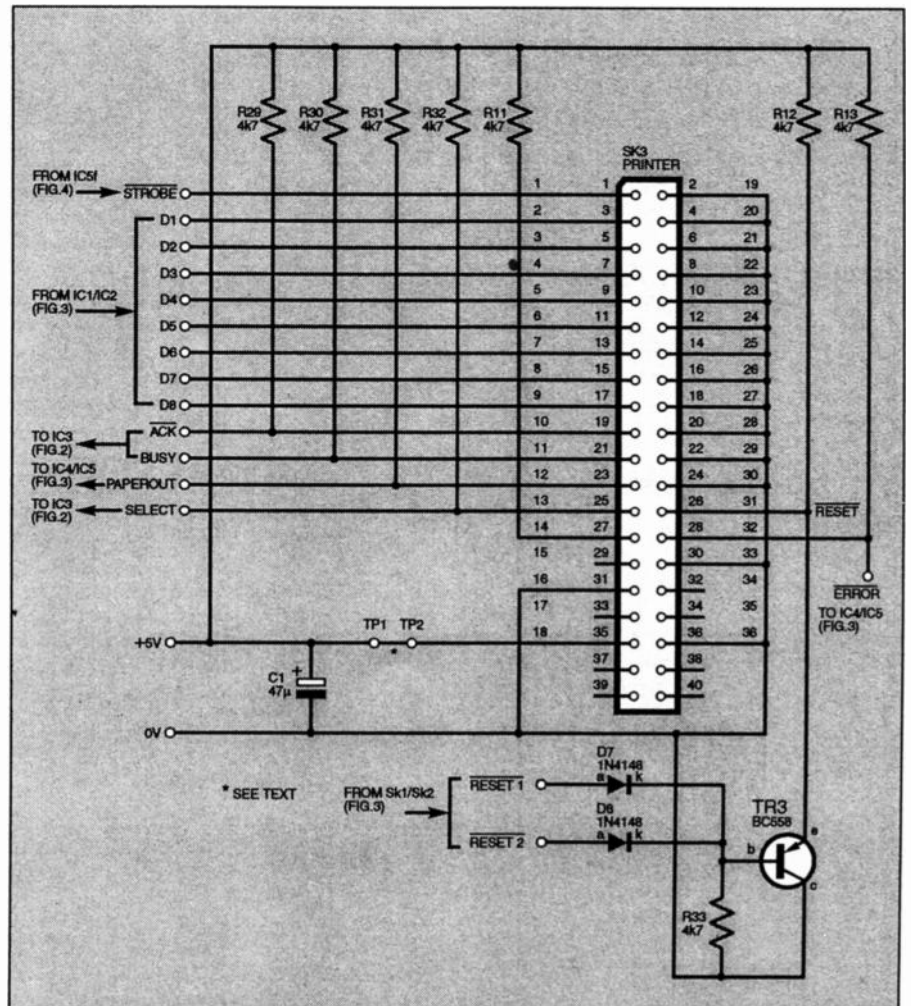 R29 R30 R31 R32 R11 R12 R13
4k7 4k7 4k7 4k7 4k7 4k7 4k7
SK3
PRINTER
FROM IC5f
(FIG.4)
STROBE 1 1 2 19
D1 2 3 4 20
D2 3 5 6 21
D3 4 7 8 22
FROM IC1/IC2
(FIG.3)
D4 5 9 10 23
D5 6 11 12 24
D6 7 13 14 25
D7 8 15 16 26
D8 9 17 18 27
TO IC3
(FIG.2)
ACK 10 19 20 28
BUSY 11 21 22 29
TO IC4/IC5
(FIG.3)
PAPEROUT 12 23 24 30
TO IC3
(FIG.2)
SELECT 13 25 26 31 RESET
14 27 28 32
15 29 30 33
16 31 32 34
17 33 34 35
18 35 36 36
37 38
39 40
ERROR
TO IC4/IC5
(FIG.3)
+5V TP1 TP2
*
C1
47µ
+
0V
* SEE TEXT
FROM Sk1/Sk2
(FIG.3)
RESET 1
D7
1N4148
a k
RESET 2
D8
1N4148
a k
TR3
BC558
b e c
R33
4k7